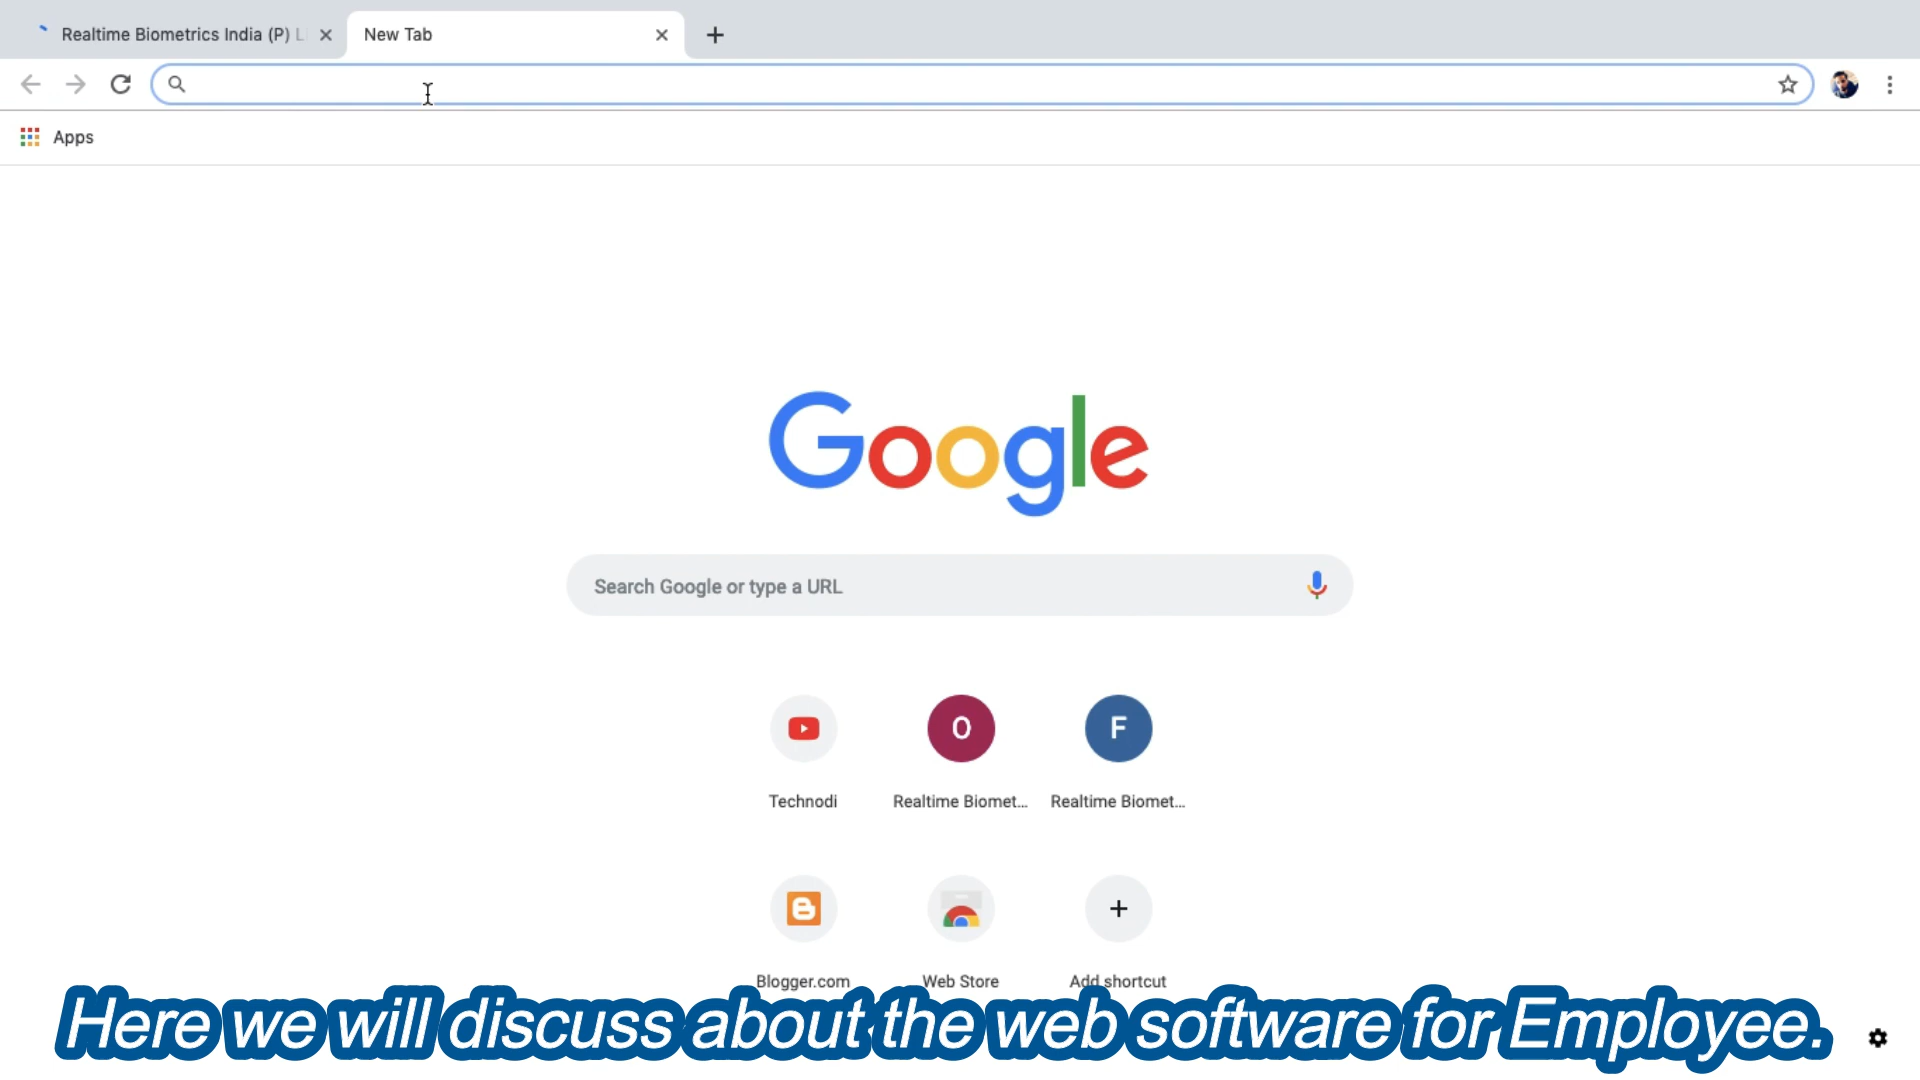 Realtime Biometrics India (P) L
New Tab
Apps
Google
Search Google or type a URL
O
F
Technodi
Realtime Biomet...
Realtime Biomet...
Blogger.com
Web Store
Add shortcut
Here we will discuss about the web software for Employee.